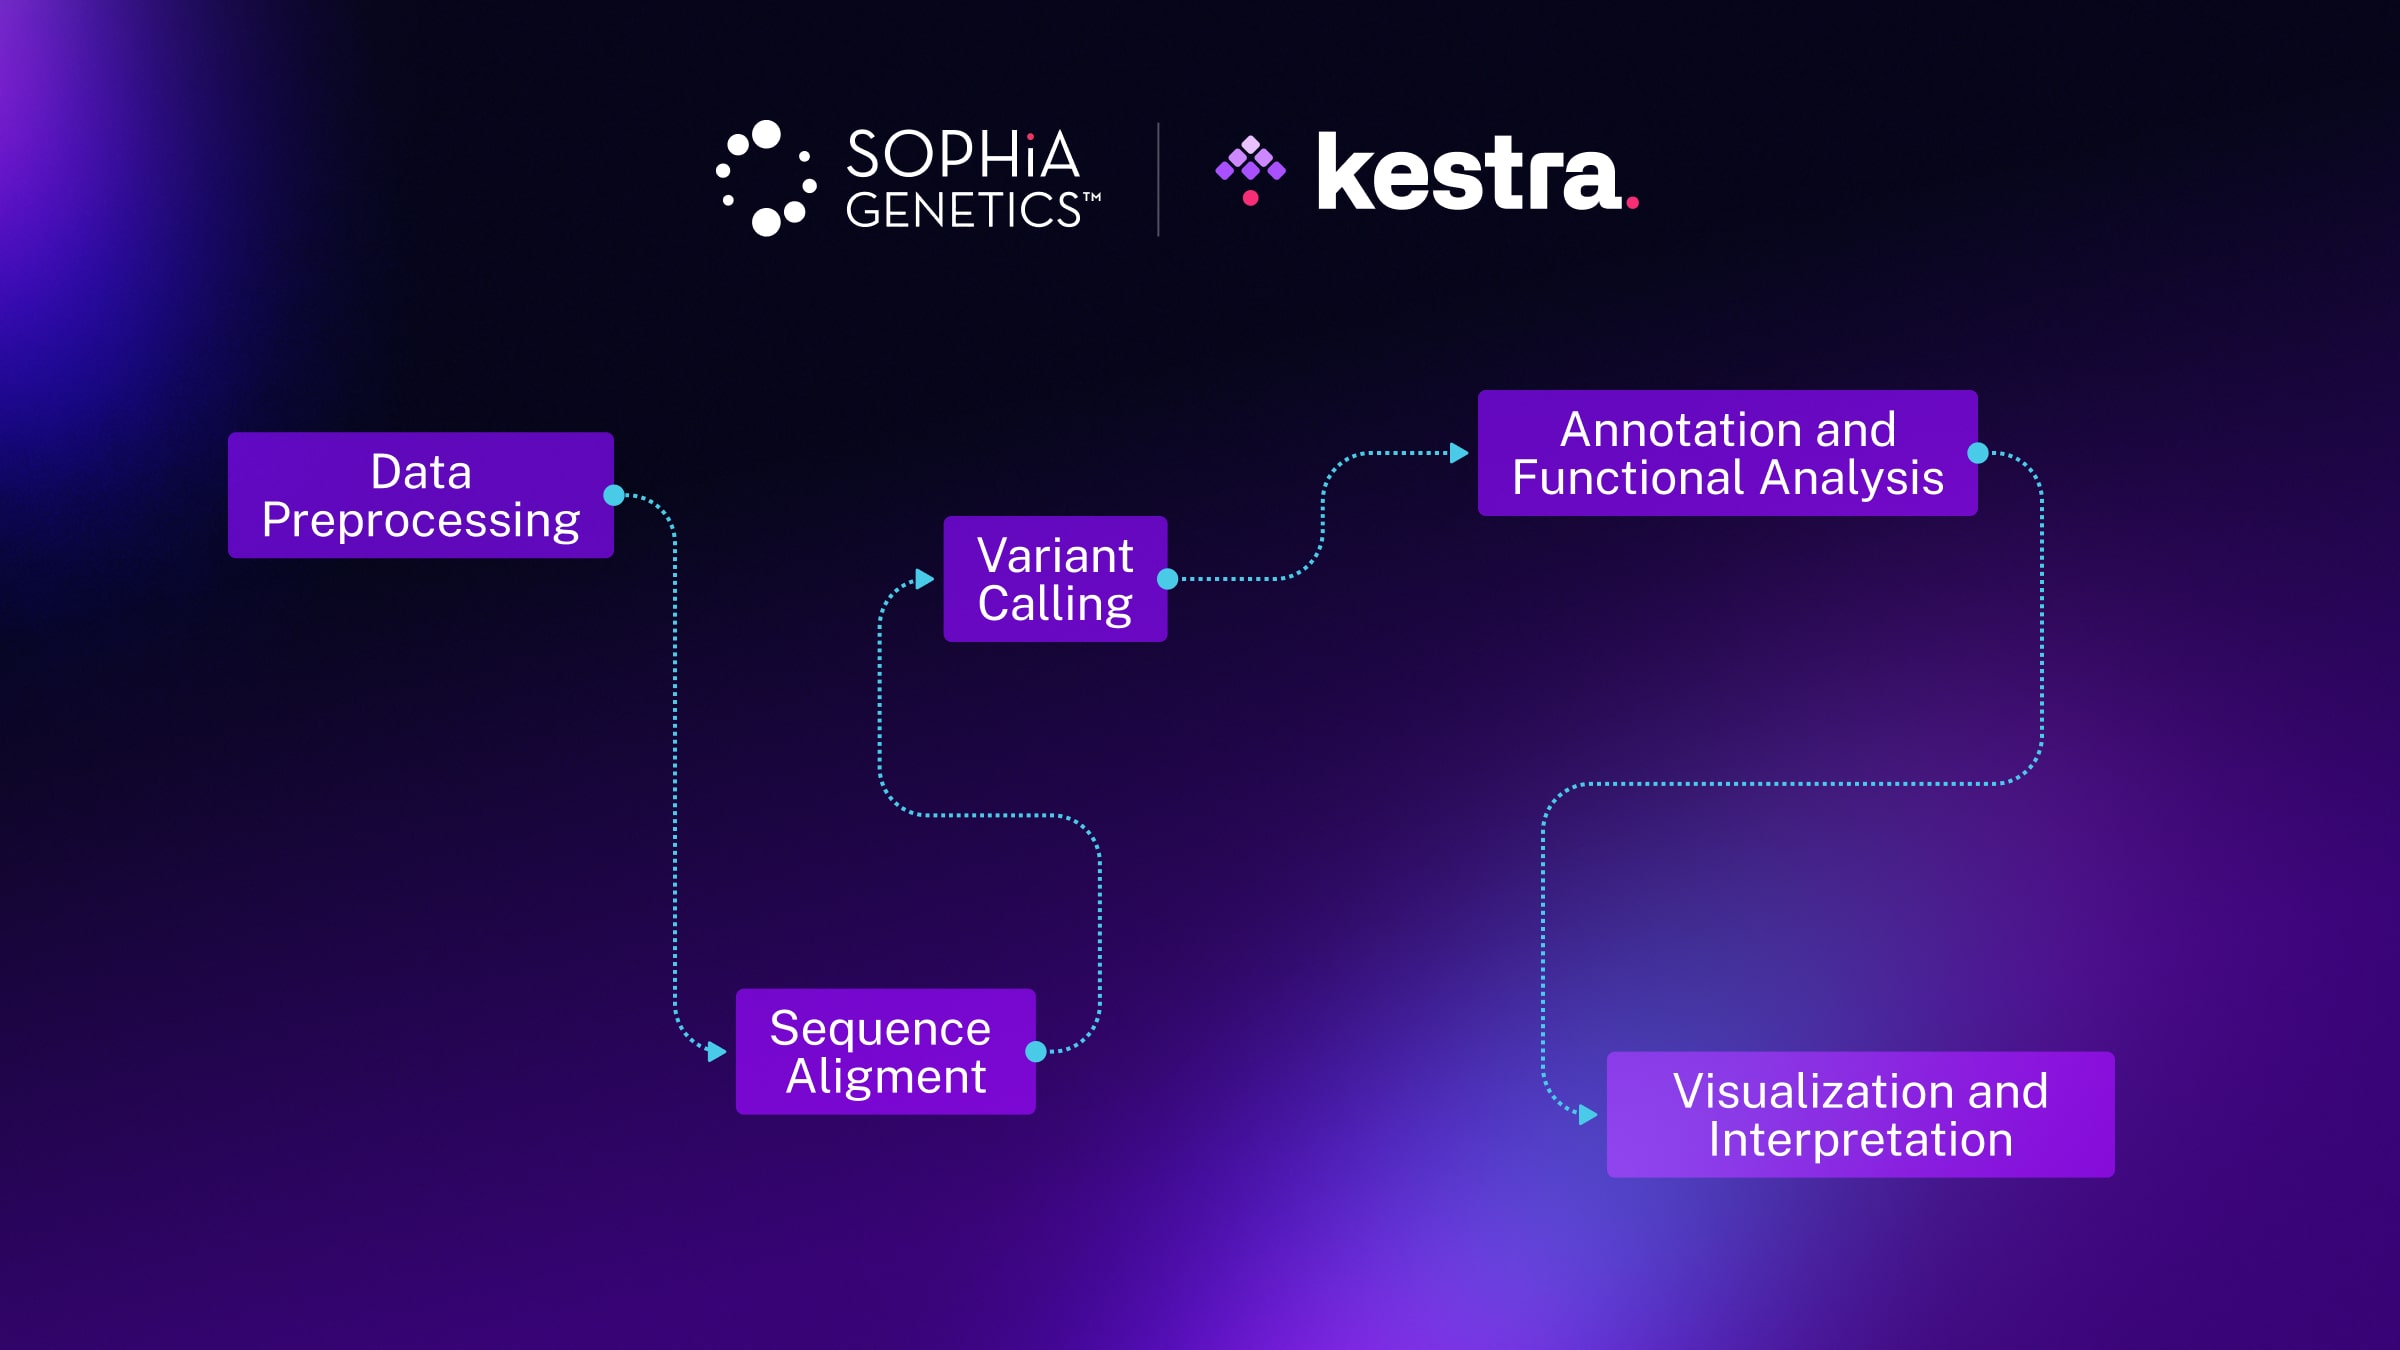 SOPHiA
GENETICS™
kestra.
Data
Preprocessing
Sequence
Aligment
Variant
Calling
Annotation and
Functional Analysis
Visualization and
Interpretation